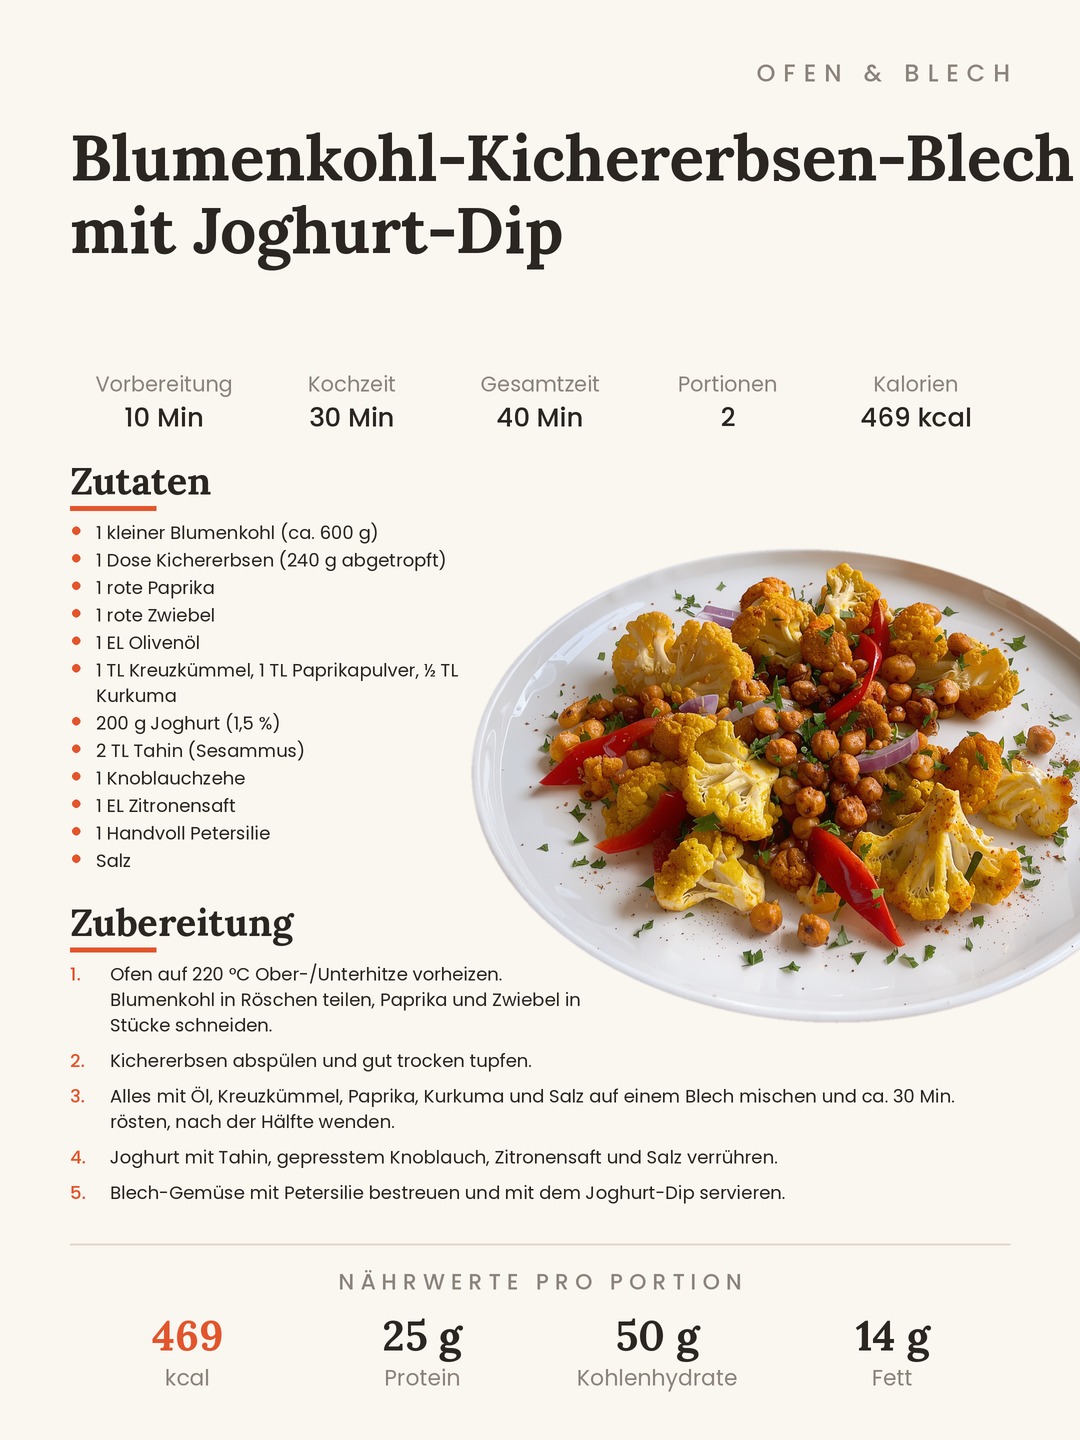 OFEN & BLECH
Blumenkohl-Kichererbsen-Blech
mit Joghurt-Dip
Vorbereitung
10 Min
Kochzeit
30 Min
Gesamtzeit
40 Min
Portionen
2
Kalorien
469 kcal
Zutaten
1 kleiner Blumenkohl (ca. 600 g)
1 Dose Kichererbsen (240 g abgetropft)
1 rote Paprika
1 rote Zwiebel
1 EL Olivenöl
1 TL Kreuzkümmel, 1 TL Paprikapulver, ½ TL
Kurkuma
200 g Joghurt (1,5 %)
2 TL Tahin (Sesammus)
1 Knoblauchzehe
1 EL Zitronensaft
1 Handvoll Petersilie
Salz
Zubereitung
1. Ofen auf 220 °C Ober-/Unterhitze vorheizen.
Blumenkohl in Röschen teilen, Paprika und Zwiebel in
Stücke schneiden.
2. Kichererbsen abspülen und gut trocken tupfen.
3. Alles mit Öl, Kreuzkümmel, Paprika, Kurkuma und Salz auf einem Blech mischen und ca. 30 Min.
rösten, nach der Hälfte wenden.
4. Joghurt mit Tahin, gepresstem Knoblauch, Zitronensaft und Salz verrühren.
5. Blech-Gemüse mit Petersilie bestreuen und mit dem Joghurt-Dip servieren.
NÄHRWERTE PRO PORTION
469
kcal
25 g
Protein
50 g
Kohlenhydrate
14 g
Fett